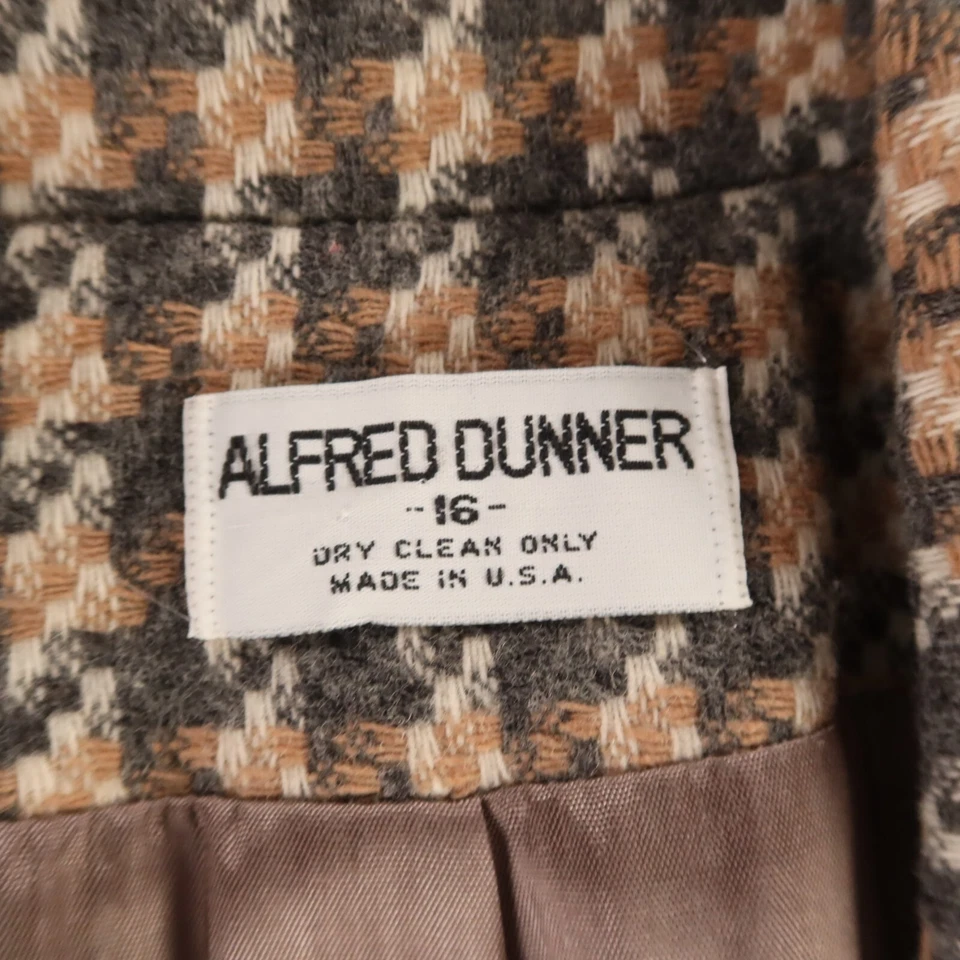 ALFRED DUNNER
-16-
DRY CLEAN ONLY
MADE IN U.S.A.